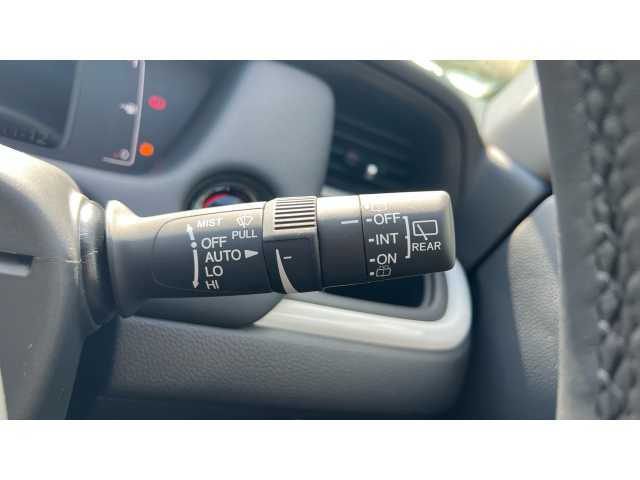 MIST
PULL
OFF
AUTO
LO
HI
OFF
INT
ON
REAR